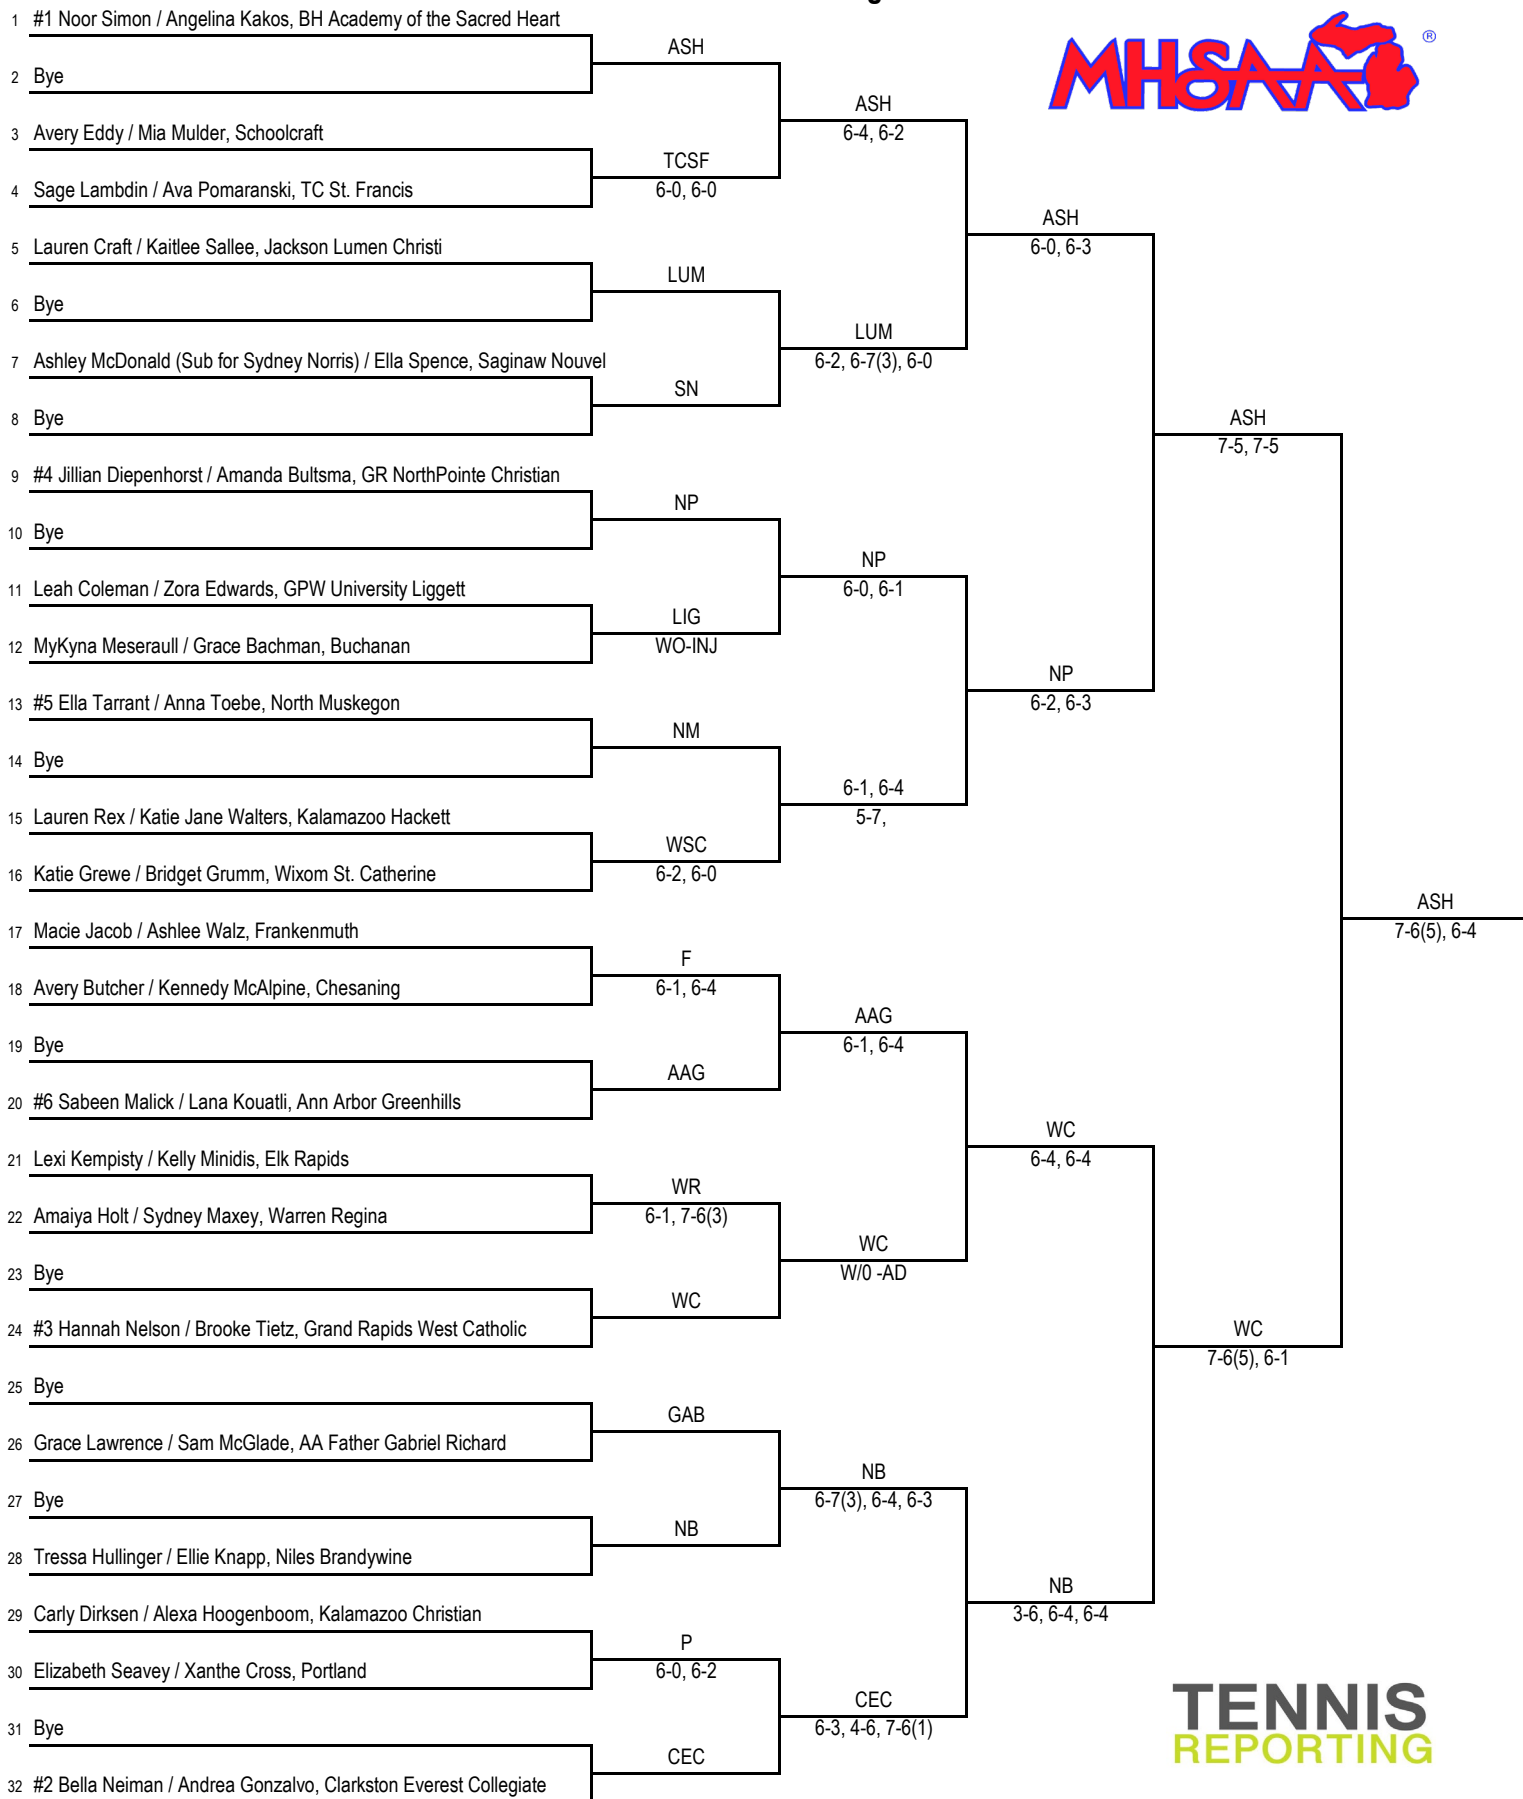 1 #1 Noor Simon / Angelina Kakos, BH Academy of the Sacred Heart
ASH
2 Bye
ASH
6-4, 6-2
3 Avery Eddy / Mia Mulder, Schoolcraft
TCSF
6-0, 6-0
4 Sage Lambdin / Ava Pomaranski, TC St. Francis
ASH
6-0, 6-3
5 Lauren Craft / Kaitlee Sallee, Jackson Lumen Christi
LUM
6 Bye
LUM
6-2, 6-7(3), 6-0
7 Ashley McDonald (Sub for Sydney Norris) / Ella Spence, Saginaw Nouvel
SN
8 Bye
ASH
7-5, 7-5
9 #4 Jillian Diepenhorst / Amanda Bultsma, GR NorthPointe Christian
NP
10 Bye
NP
6-0, 6-1
11 Leah Coleman / Zora Edwards, GPW University Liggett
LIG
WO-INJ
12 MyKyna Meseraull / Grace Bachman, Buchanan
NP
6-2, 6-3
13 #5 Ella Tarrant / Anna Toebe, North Muskegon
NM
14 Bye
6-1, 6-4
5-7,
15 Lauren Rex / Katie Jane Walters, Kalamazoo Hackett
WSC
6-2, 6-0
16 Katie Grewe / Bridget Grumm, Wixom St. Catherine
ASH
7-6(5), 6-4
17 Macie Jacob / Ashlee Walz, Frankenmuth
F
6-1, 6-4
18 Avery Butcher / Kennedy McAlpine, Chesaning
AAG
6-1, 6-4
19 Bye
AAG
20 #6 Sabeen Malick / Lana Kouatli, Ann Arbor Greenhills
WC
6-4, 6-4
21 Lexi Kempisty / Kelly Minidis, Elk Rapids
WR
6-1, 7-6(3)
22 Amaiya Holt / Sydney Maxey, Warren Regina
WC
W/0 -AD
23 Bye
WC
24 #3 Hannah Nelson / Brooke Tietz, Grand Rapids West Catholic
WC
7-6(5), 6-1
25 Bye
GAB
26 Grace Lawrence / Sam McGlade, AA Father Gabriel Richard
NB
6-7(3), 6-4, 6-3
27 Bye
NB
28 Tressa Hullinger / Ellie Knapp, Niles Brandywine
NB
3-6, 6-4, 6-4
29 Carly Dirksen / Alexa Hoogenboom, Kalamazoo Christian
P
6-0, 6-2
30 Elizabeth Seavey / Xanthe Cross, Portland
CEC
6-3, 4-6, 7-6(1)
31 Bye
CEC
32 #2 Bella Neiman / Andrea Gonzalvo, Clarkston Everest Collegiate
MHSAA ®
TENNIS
REPORTING